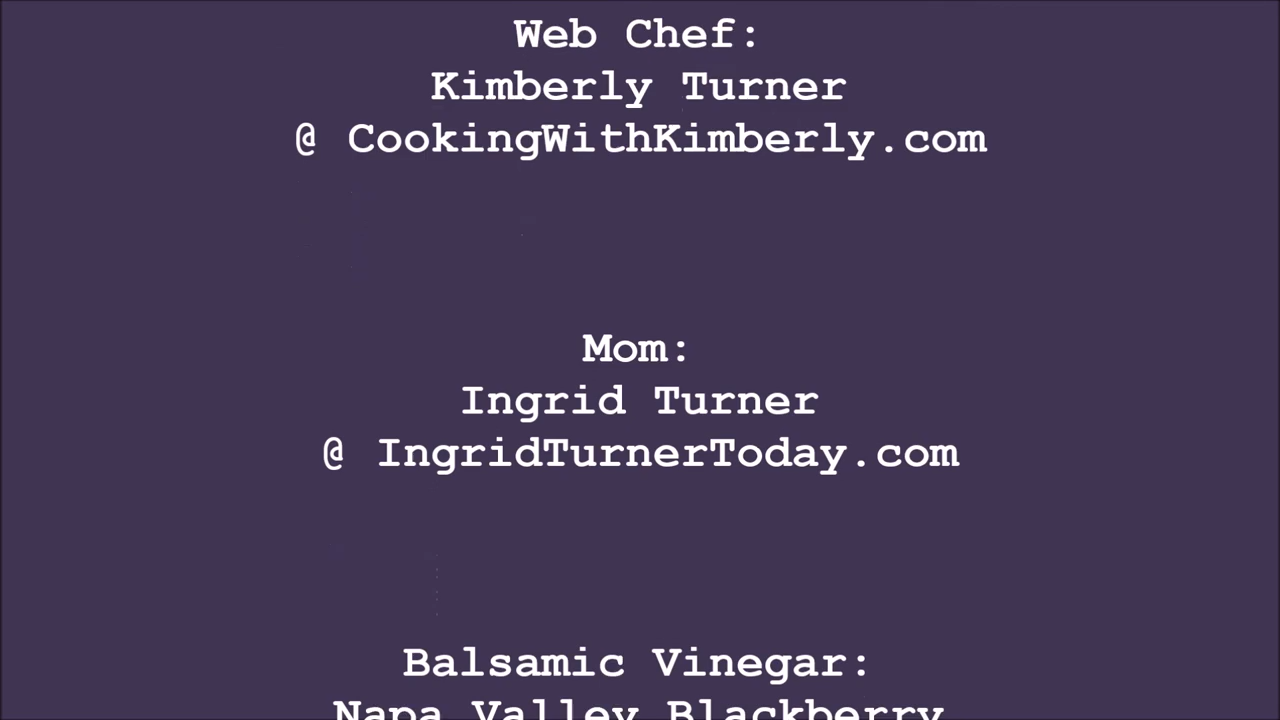 Web Chef:
Kimberly Turner
@ CookingWithKimberly.com
Mom:
Ingrid Turner
@ IngridTurnerToday.com
Balsamic Vinegar:
Napa Valley Blackberry